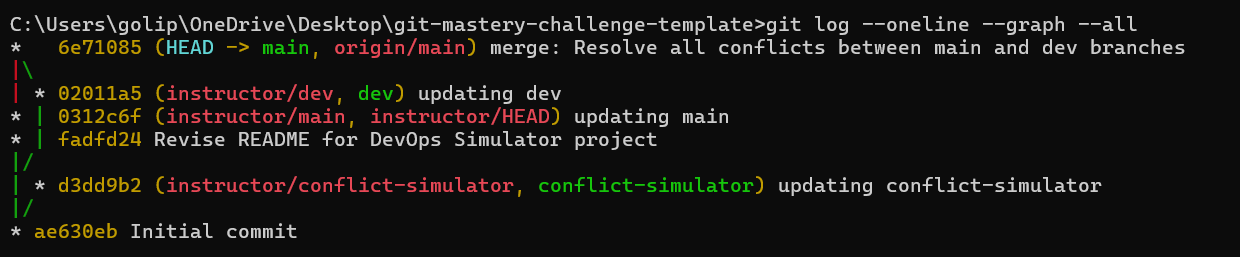 C:\Users\golip\OneDrive\Desktop\git-mastery-challenge-template>git log --oneline --graph --all
*   6e71085 (HEAD -> main, origin/main) merge: Resolve all conflicts between main and dev branches
|\
| * 02011a5 (instructor/dev, dev) updating dev
* | 0312c6f (instructor/main, instructor/HEAD) updating main
* | fadfd24 Revise README for DevOps Simulator project
|/
| * d3dd9b2 (instructor/conflict-simulator, conflict-simulator) updating conflict-simulator
|/
* ae630eb Initial commit